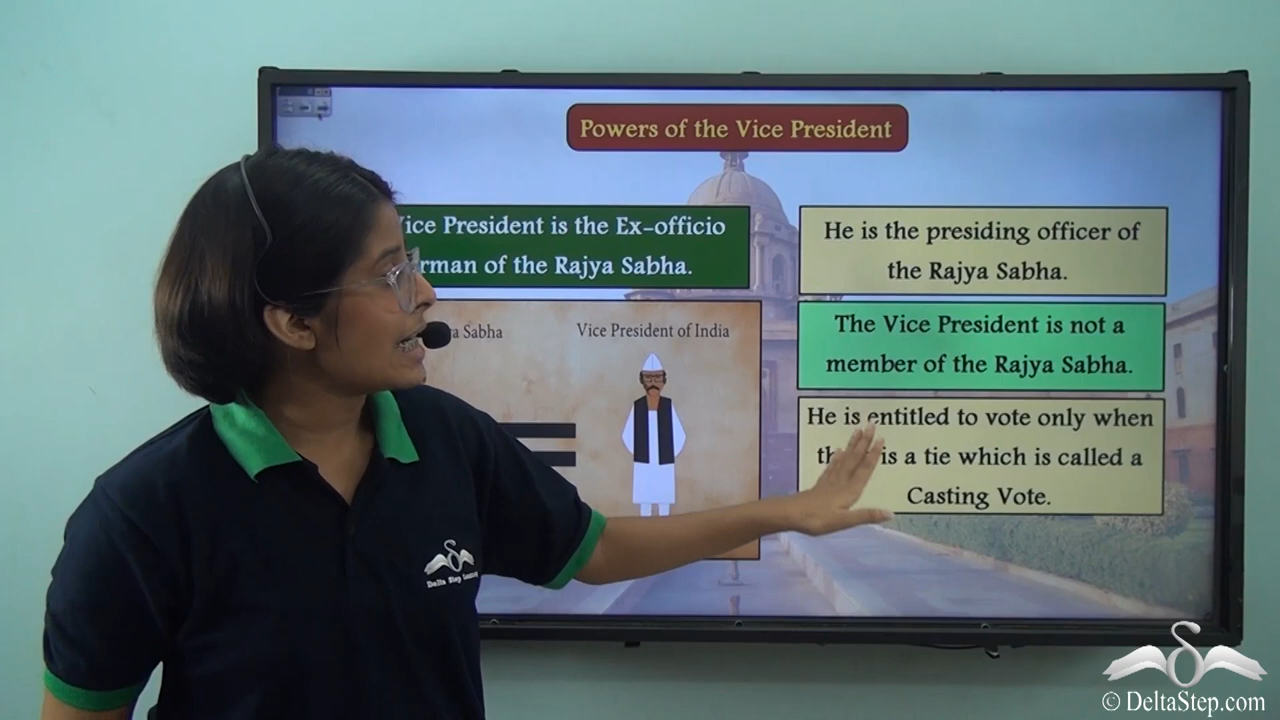 Powers of the Vice President
Vice President is the Ex-officio
rman of the Rajya Sabha.
Sabha
Vice President of India
He is the presiding officer of
the Rajya Sabha.
The Vice President is not a
member of the Rajya Sabha.
He is entitled to vote only when
is a tie which is called a
Casting Vote.
Delta Step
© DeltaStep.com